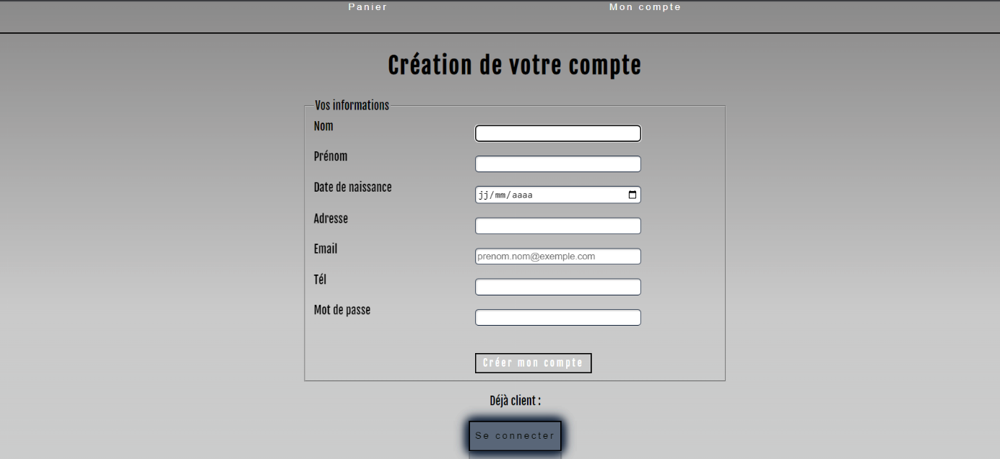 Panier Mon compte
Création de votre compte
Vos informations
Nom
Prénom
Date de naissance jj/mm/aaaa
Adresse
Email prenom.nom@exemple.com
Tél
Mot de passe
Créer mon compte
Déjà client :
Se connecter